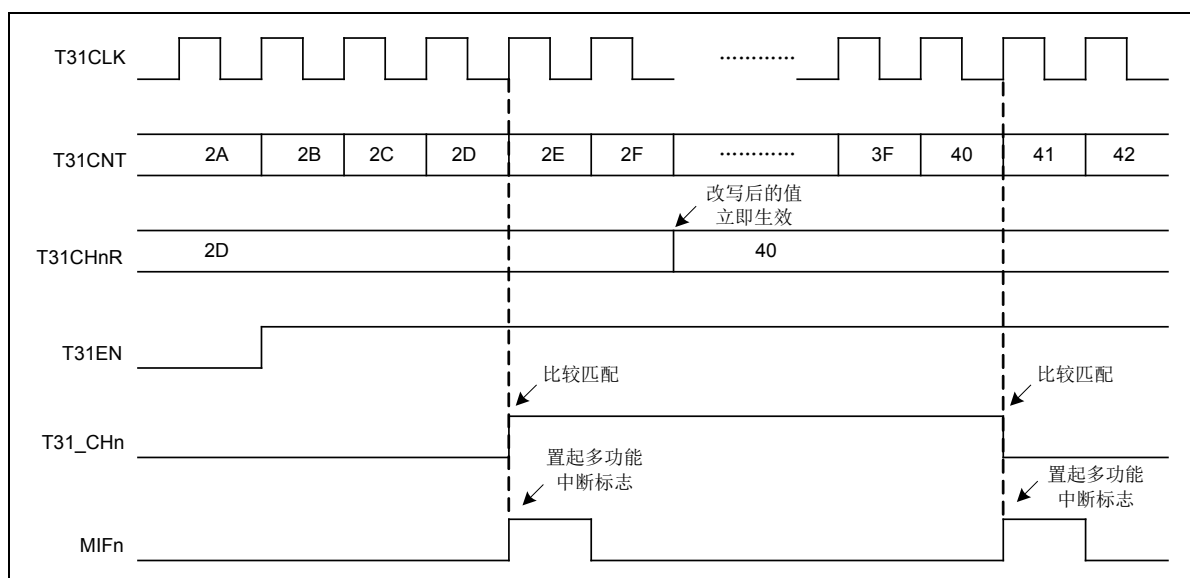 T31CLK
…………
T31CNT
2A 2B 2C 2D 2E 2F ………… 3F 40 41 42
改写后的值
立即生效
T31CHnR
2D 40
T31EN
比较匹配 比较匹配
T31_CHn
置起多功能
中断标志
置起多功能
中断标志
MIFn